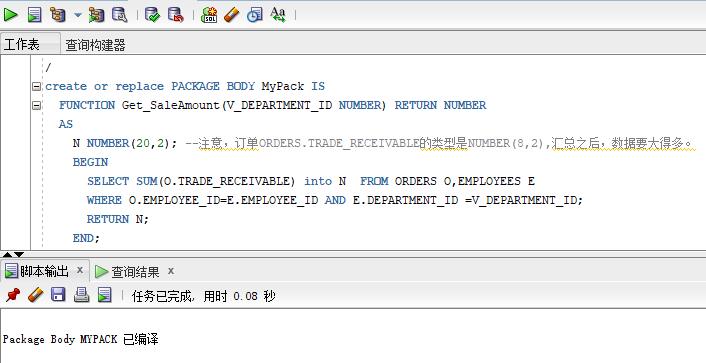 工作表 查询构建器
/
create or replace PACKAGE BODY MyPack IS
FUNCTION Get_SaleAmount(V_DEPARTMENT_ID NUMBER) RETURN NUMBER
AS
N NUMBER(20,2); --注意，订单ORDERS.TRADE_RECEIVABLE的类型是NUMBER(8,2),汇总之后，数据要大得多。
BEGIN
SELECT SUM(O.TRADE_RECEIVABLE) into N  FROM ORDERS O,EMPLOYEES E
WHERE O.EMPLOYEE_ID=E.EMPLOYEE_ID AND E.DEPARTMENT_ID =V_DEPARTMENT_ID;
RETURN N;
END;
脚本输出 x 查询结果 x
任务已完成, 用时 0.08 秒
Package Body MYPACK 已编译